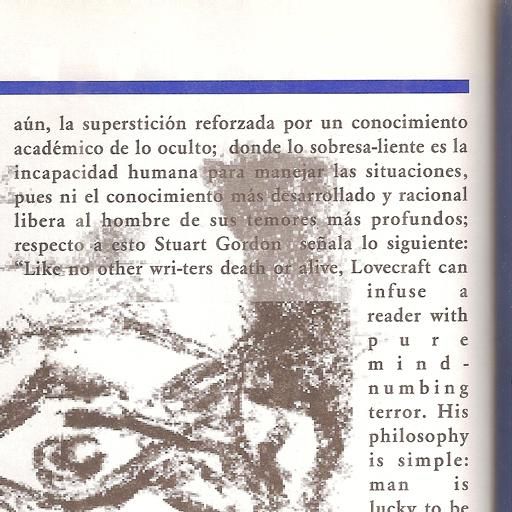 aún, la superstición reforzada por un conocimiento
académico de lo oculto; donde lo sobresa-liente es la
incapacidad humana para manejar las situaciones,
pues ni el conocimiento más desarrollado y racional
libera al hombre de sus temores más profundos;
respecto a esto Stuart Gordon señala lo siguiente:
“Like no other wri-ters death or alive, Lovecraft can
infuse a
reader with
pure
mind-
numbing
terror. His
philosophy
is simple:
man is
lucky to be